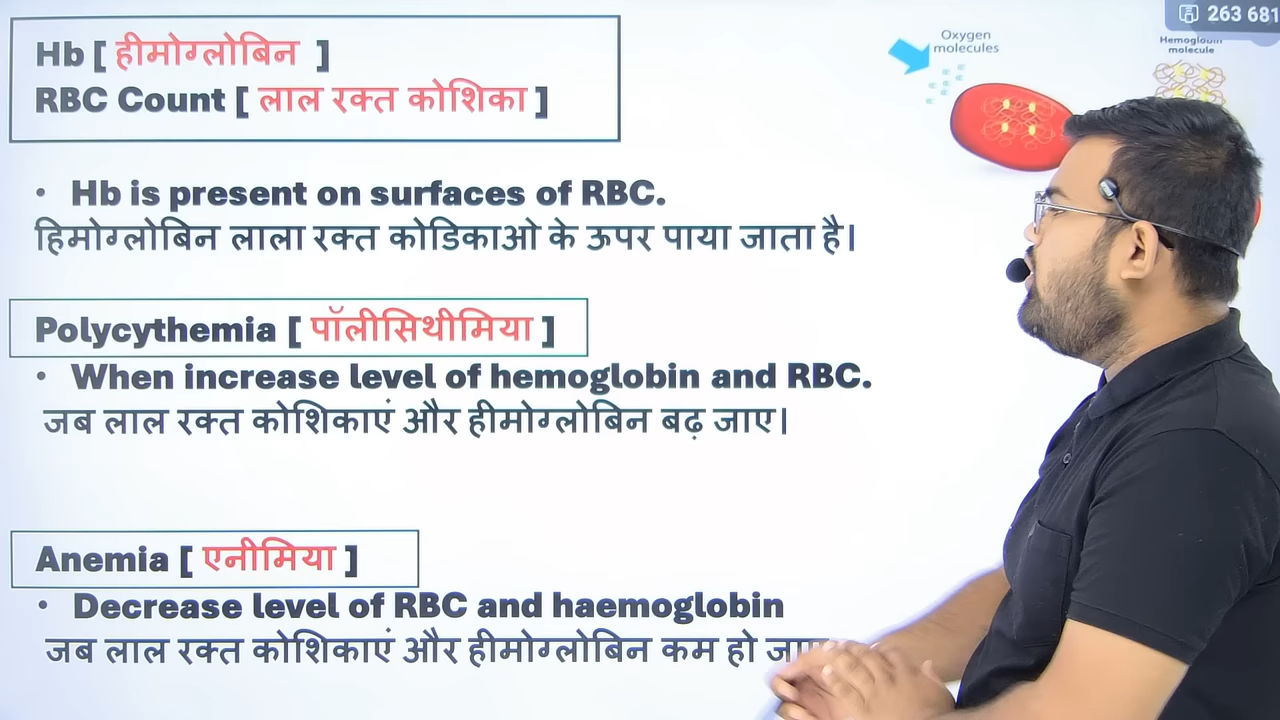 263 681
Oxygen
molecules
Hemoglobin
molecule
Hb [ हीमोग्लोबिन ]
RBC Count [ लाल रक्त कोशिका ]
• Hb is present on surfaces of RBC.
हिमोग्लोबिन लाला रक्त कोडिकाओ के ऊपर पाया जाता है।
Polycythemia [ पॉलीसिथीमिया ]
• When increase level of hemoglobin and RBC.
जब लाल रक्त कोशिकाएं और हीमोग्लोबिन बढ़ जाए।
Anemia [ एनीमिया ]
• Decrease level of RBC and haemoglobin
जब लाल रक्त कोशिकाएं और हीमोग्लोबिन कम हो